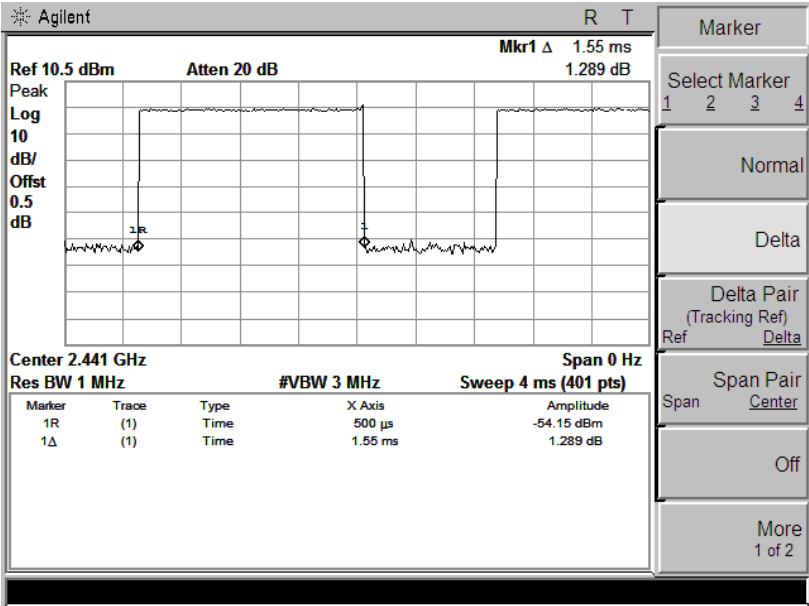 Agilent R T
Mkr1 Δ 1.55 ms
Ref 10.5 dBm Atten 20 dB 1.289 dB
Peak
Log
10
dB/
Offst
0.5
dB
1R
1
Center 2.441 GHz Span 0 Hz
Res BW 1 MHz #VBW 3 MHz Sweep 4 ms (401 pts)
Marker Trace Type X Axis Amplitude
1R (1) Time 500 µs -54.15 dBm
1Δ (1) Time 1.55 ms 1.289 dB
Marker
Select Marker
1 2 3 4
Normal
Delta
Delta Pair
(Tracking Ref)
Ref Delta
Span Pair
Span Center
Off
More
1 of 2